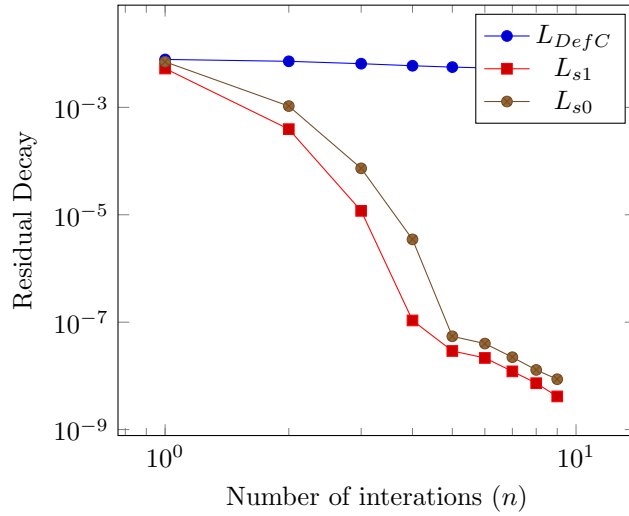 L_{DefC}
L_{s1}
L_{s0}
10^{-3}
10^{-5}
10^{-7}
10^{-9}
Residual Decay
10^0
10^1
Number of interations (n)